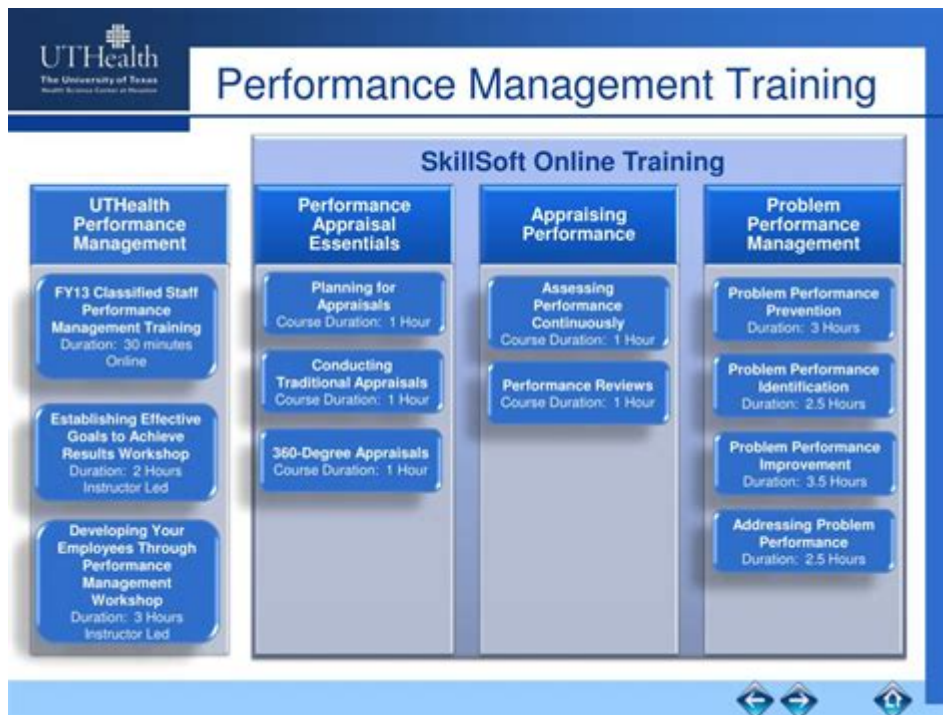 UTHealth
The University of Texas
Health Science Center at Houston
Performance Management Training
SkillSoft Online Training
UTHealth
Performance
Management
FY13 Classified Staff
Performance
Management Training
Duration: 30 minutes
Online
Establishing Effective
Goals to Achieve
Results Workshop
Duration: 2 Hours
Instructor Led
Developing Your
Employees Through
Performance
Management
Workshop
Duration: 3 Hours
Instructor Led
Performance
Appraisal
Essentials
Planning for
Appraisals
Course Duration: 1 Hour
Conducting
Traditional Appraisals
Course Duration: 1 Hour
360-Degree Appraisals
Course Duration: 1 Hour
Appraising
Performance
Assessing
Performance
Continuously
Course Duration: 1 Hour
Performance Reviews
Course Duration: 1 Hour
Problem
Performance
Management
Problem Performance
Prevention
Duration: 3 Hours
Problem Performance
Identification
Duration: 2.5 Hours
Problem Performance
Improvement
Duration: 3.5 Hours
Addressing Problem
Performance
Duration: 2.5 Hours